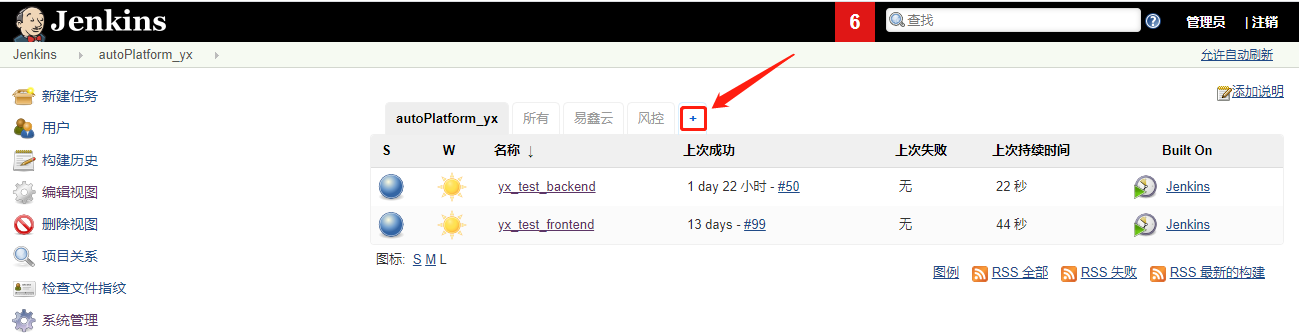 Jenkins
6
查找
?
管理员 | 注销
Jenkins autoPlatform_yx
允许自动刷新
添加说明
新建任务
用户
构建历史
编辑视图
删除视图
项目关系
检查文件指纹
系统管理
autoPlatform_yx 所有 易鑫云 风控 +
S W 名称 ↓ 上次成功 上次失败 上次持续时间 Built On
yx_test_backend 1 day 22 小时 - #50 无 22 秒 Jenkins
yx_test_frontend 13 days - #99 无 44 秒 Jenkins
图标: S M L
图例 RSS 全部 RSS 失败 RSS 最新的构建